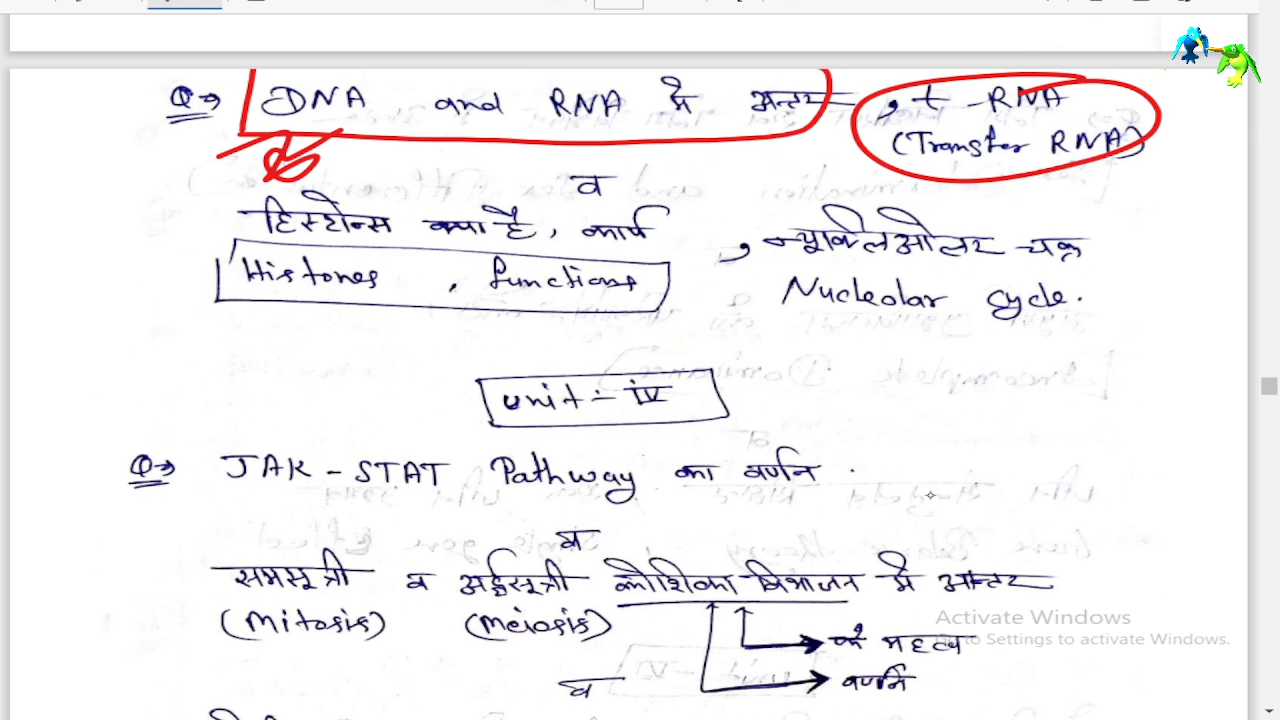 Q→ DNA and RNA में अन्तर , t-RNA
(Transfer RNA)
व
हिस्टोन्स क्या है, कार्य , न्यूक्लिओलर चक्र
Histones , functions Nucleolar cycle.
unit - IV
Q→ JAK-STAT Pathway का वर्णन .
व
समसूत्री व अर्द्धसूत्री कोशिका विभाजन में अन्तर
(Mitosis) (Meiosis)
Activate Windows
के महत्व
Go to Settings to activate Windows.
वर्णन
व